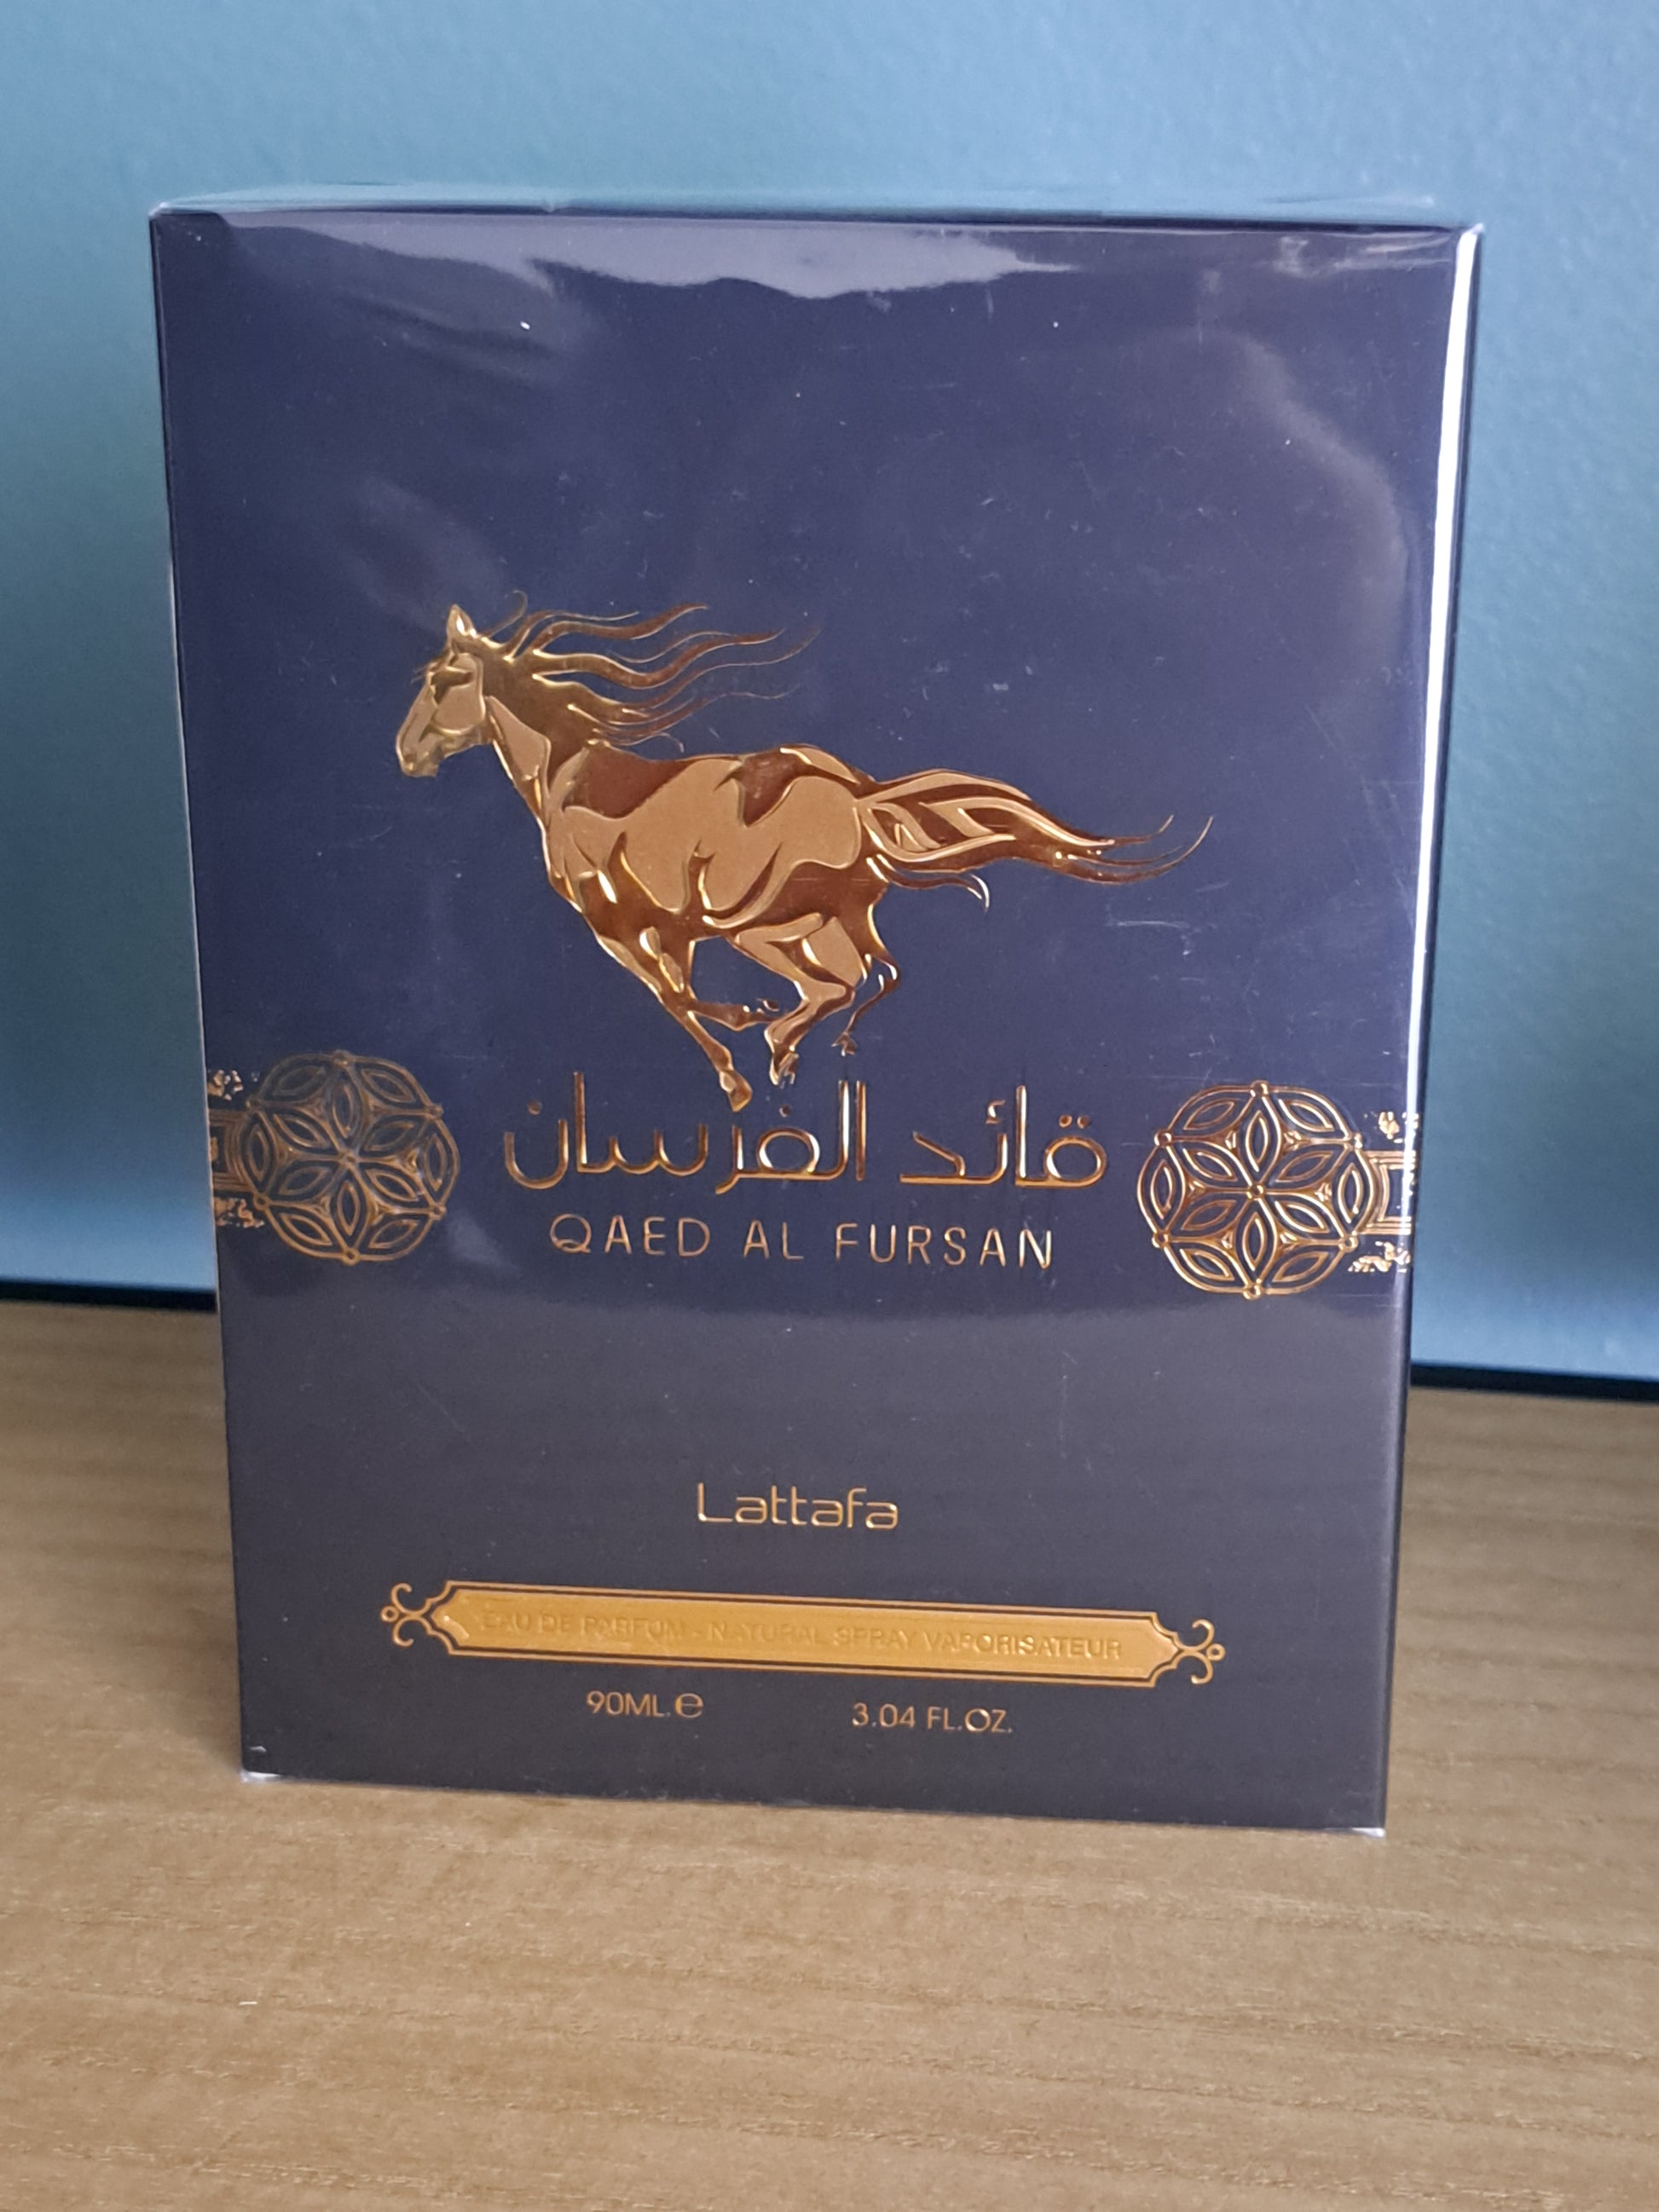 قائد الفرسان
QAED AL FURSAN
Lattafa
EAU DE PARFUM - NATURAL SPRAY VAPORISATEUR
90ML.℮ 3.04 FL.OZ.